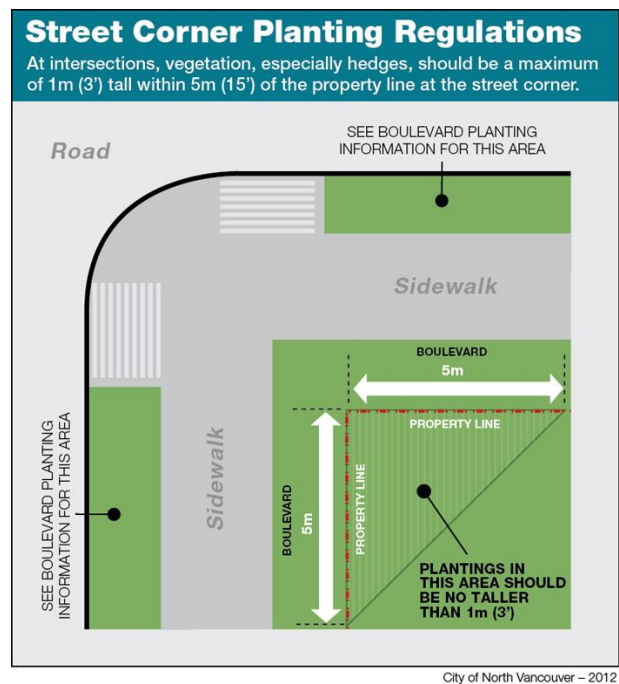 Street Corner Planting Regulations
At intersections, vegetation, especially hedges, should be a maximum
of 1m (3') tall within 5m (15') of the property line at the street corner.
Road
SEE BOULEVARD PLANTING
INFORMATION FOR THIS AREA
Sidewalk
BOULEVARD
5m
PROPERTY LINE
SEE BOULEVARD PLANTING
INFORMATION FOR THIS AREA
Sidewalk
BOULEVARD
5m
PROPERTY LINE
PLANTINGS IN
THIS AREA SHOULD
BE NO TALLER
THAN 1m (3')
City of North Vancouver – 2012